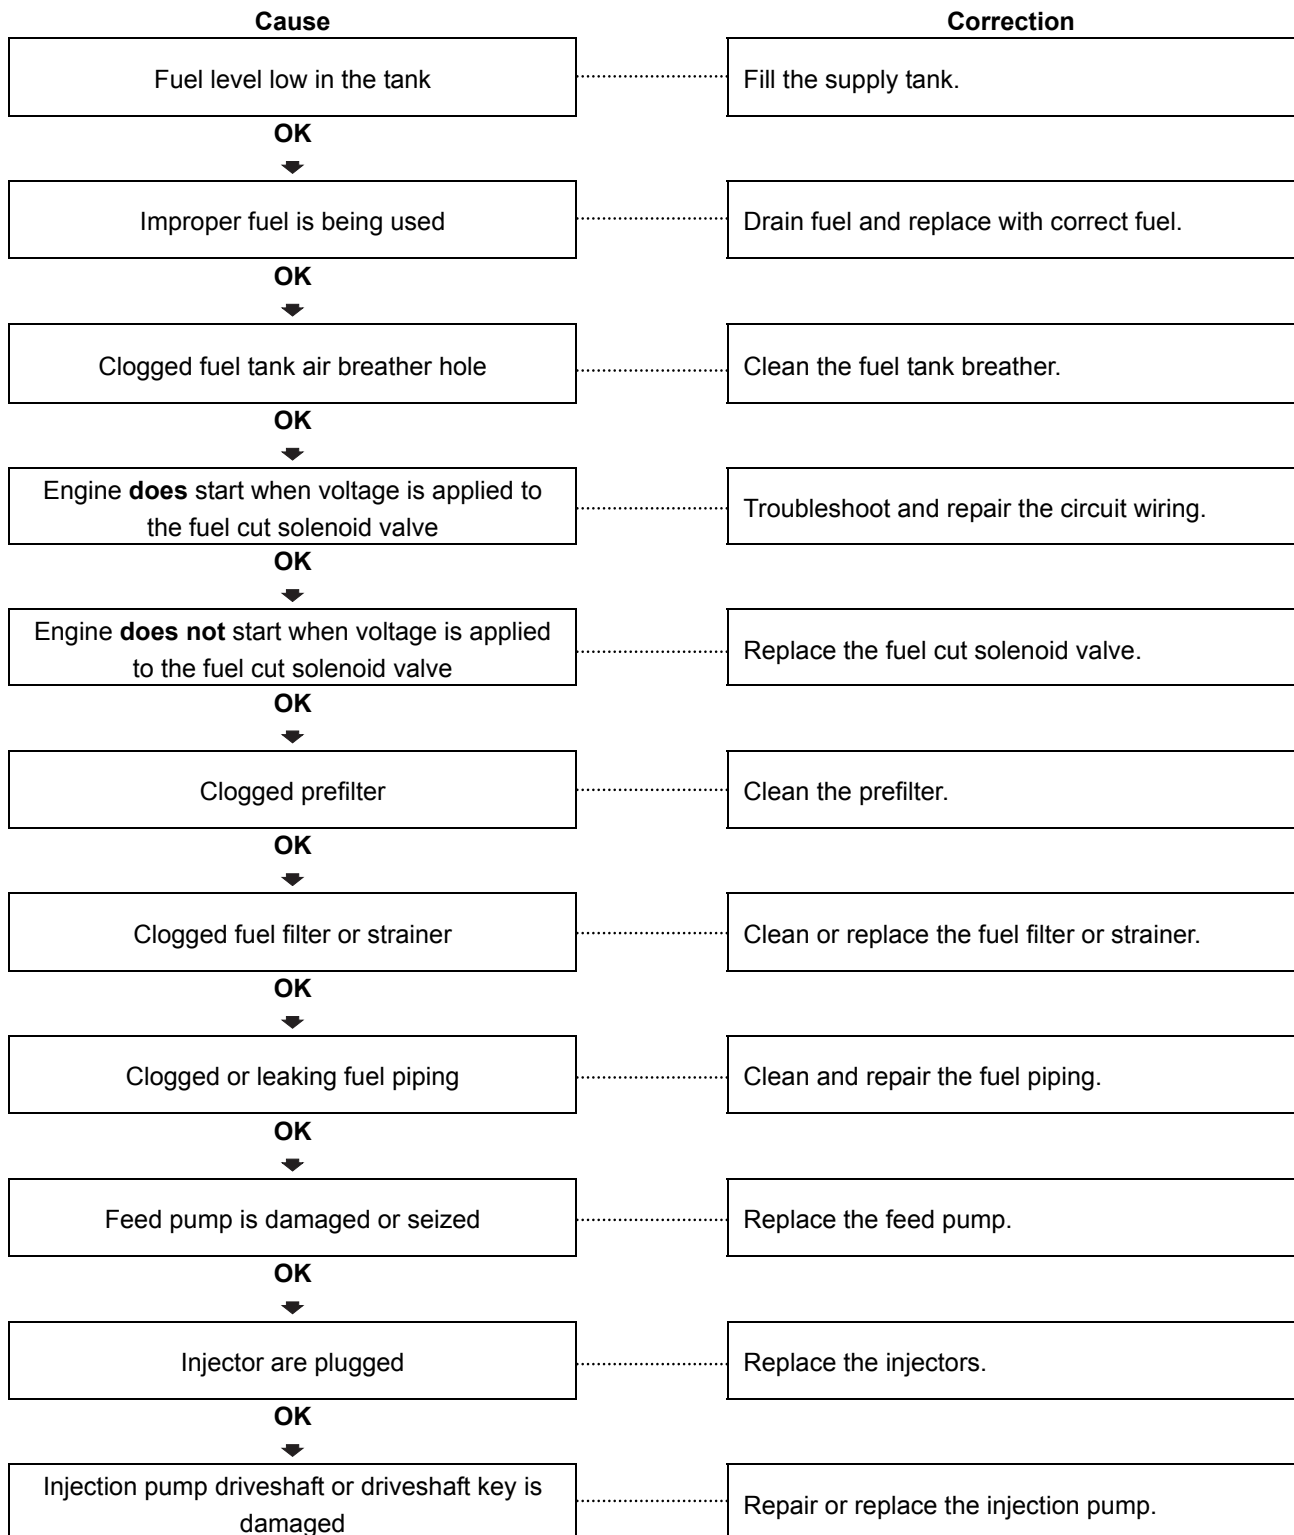 Cause
Correction
Fuel level low in the tank
Fill the supply tank.
OK
Improper fuel is being used
Drain fuel and replace with correct fuel.
OK
Clogged fuel tank air breather hole
Clean the fuel tank breather.
OK
Engine does start when voltage is applied to
the fuel cut solenoid valve
Troubleshoot and repair the circuit wiring.
OK
Engine does not start when voltage is applied
to the fuel cut solenoid valve
Replace the fuel cut solenoid valve.
OK
Clogged prefilter
Clean the prefilter.
OK
Clogged fuel filter or strainer
Clean or replace the fuel filter or strainer.
OK
Clogged or leaking fuel piping
Clean and repair the fuel piping.
OK
Feed pump is damaged or seized
Replace the feed pump.
OK
Injector are plugged
Replace the injectors.
OK
Injection pump driveshaft or driveshaft key is
damaged
Repair or replace the injection pump.